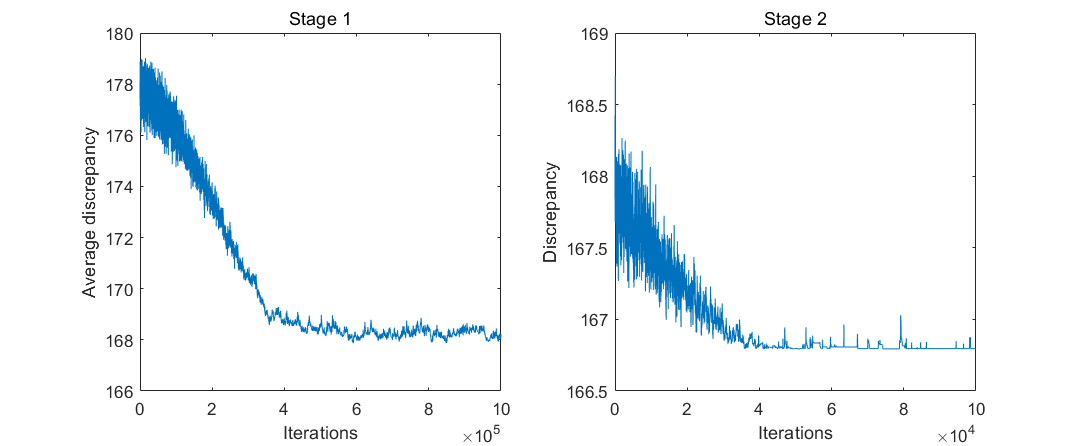 Stage 1
180
178
176
174
172
170
168
166
Average discrepancy
0 2 4 6 8 10
Iterations
×10^5
Stage 2
169
168.5
168
167.5
167
166.5
Discrepancy
0 2 4 6 8 10
Iterations
×10^4